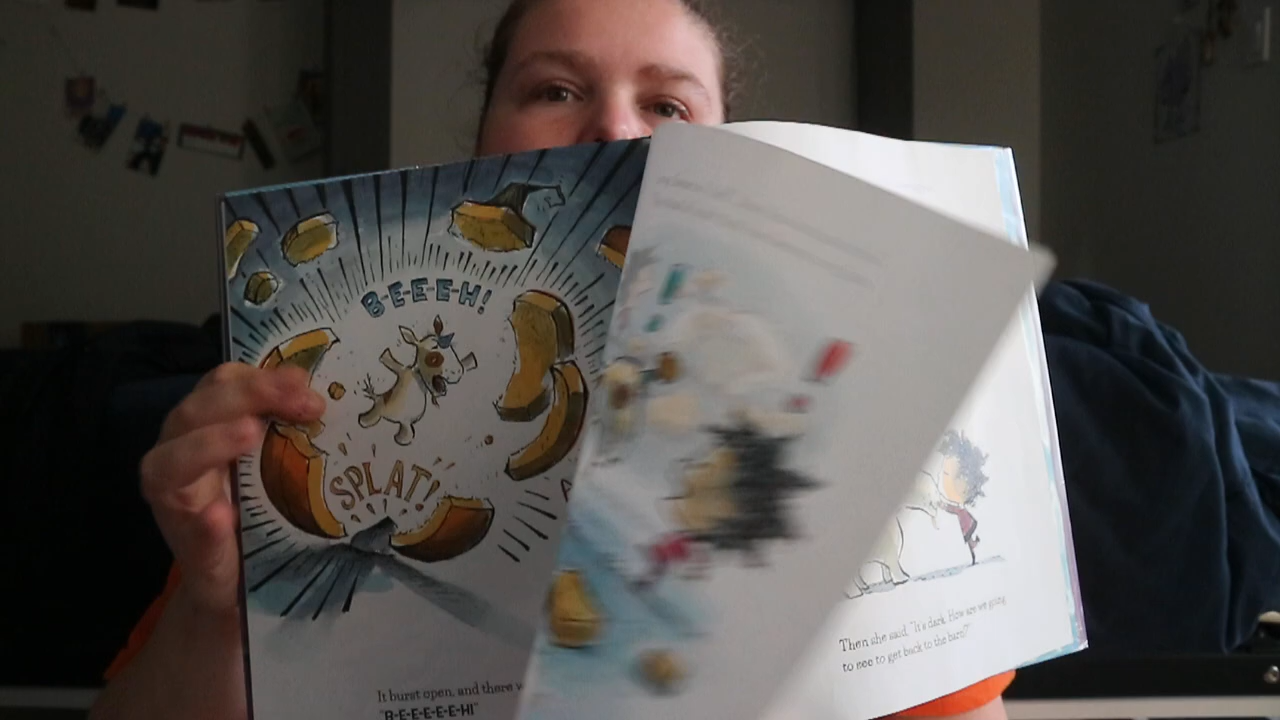 B-E-E-E-H!
SPLAT!
It burst open, and there
"B-E-E-E-E-E-H!"
Then she said, "It's dark. How are we going
to see to get back to the barn?"